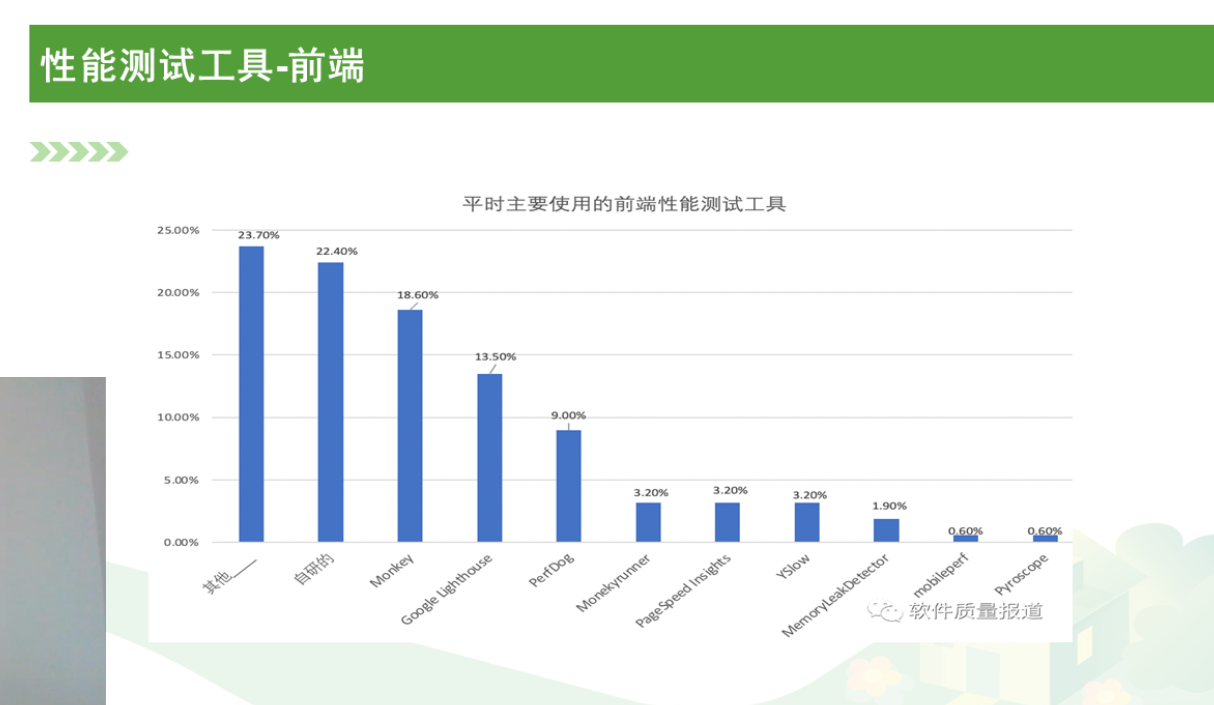 性能测试工具-前端
平时主要使用的前端性能测试工具
25.00%
20.00%
15.00%
10.00%
5.00%
0.00%
23.70%
22.40%
18.60%
13.50%
9.00%
3.20%
3.20%
3.20%
1.90%
0.60%
0.60%
其他____
自研的
Monkey
Google Lighthouse
PerfDog
Monekyrunner
PageSpeed Insights
YSlow
MemoryLeakDetector
mobileperf
Pyroscope
软件质量报道